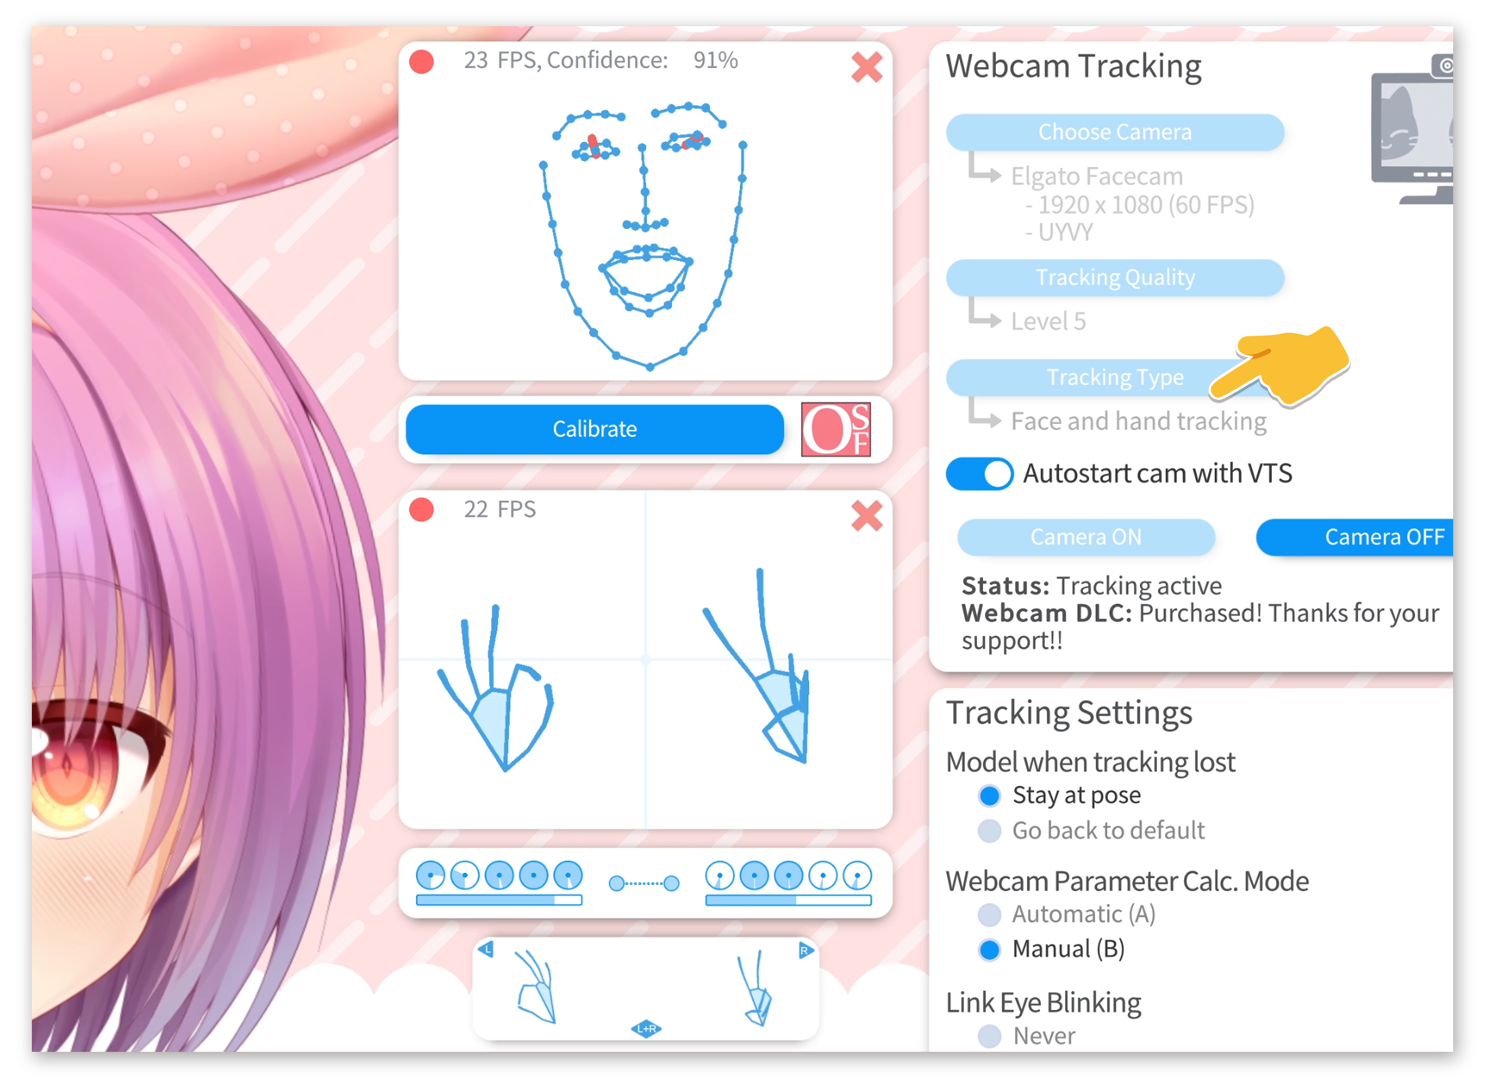 23 FPS, Confidence: 91%
Calibrate
OSF
22 FPS
L
R
L+R
Webcam Tracking
Choose Camera
Elgato Facecam
- 1920 x 1080 (60 FPS)
- UYVY
Tracking Quality
Level 5
Tracking Type
Face and hand tracking
Autostart cam with VTS
Camera ON
Camera OFF
Status: Tracking active
Webcam DLC: Purchased! Thanks for your
support!!
Tracking Settings
Model when tracking lost
Stay at pose
Go back to default
Webcam Parameter Calc. Mode
Automatic (A)
Manual (B)
Link Eye Blinking
Never